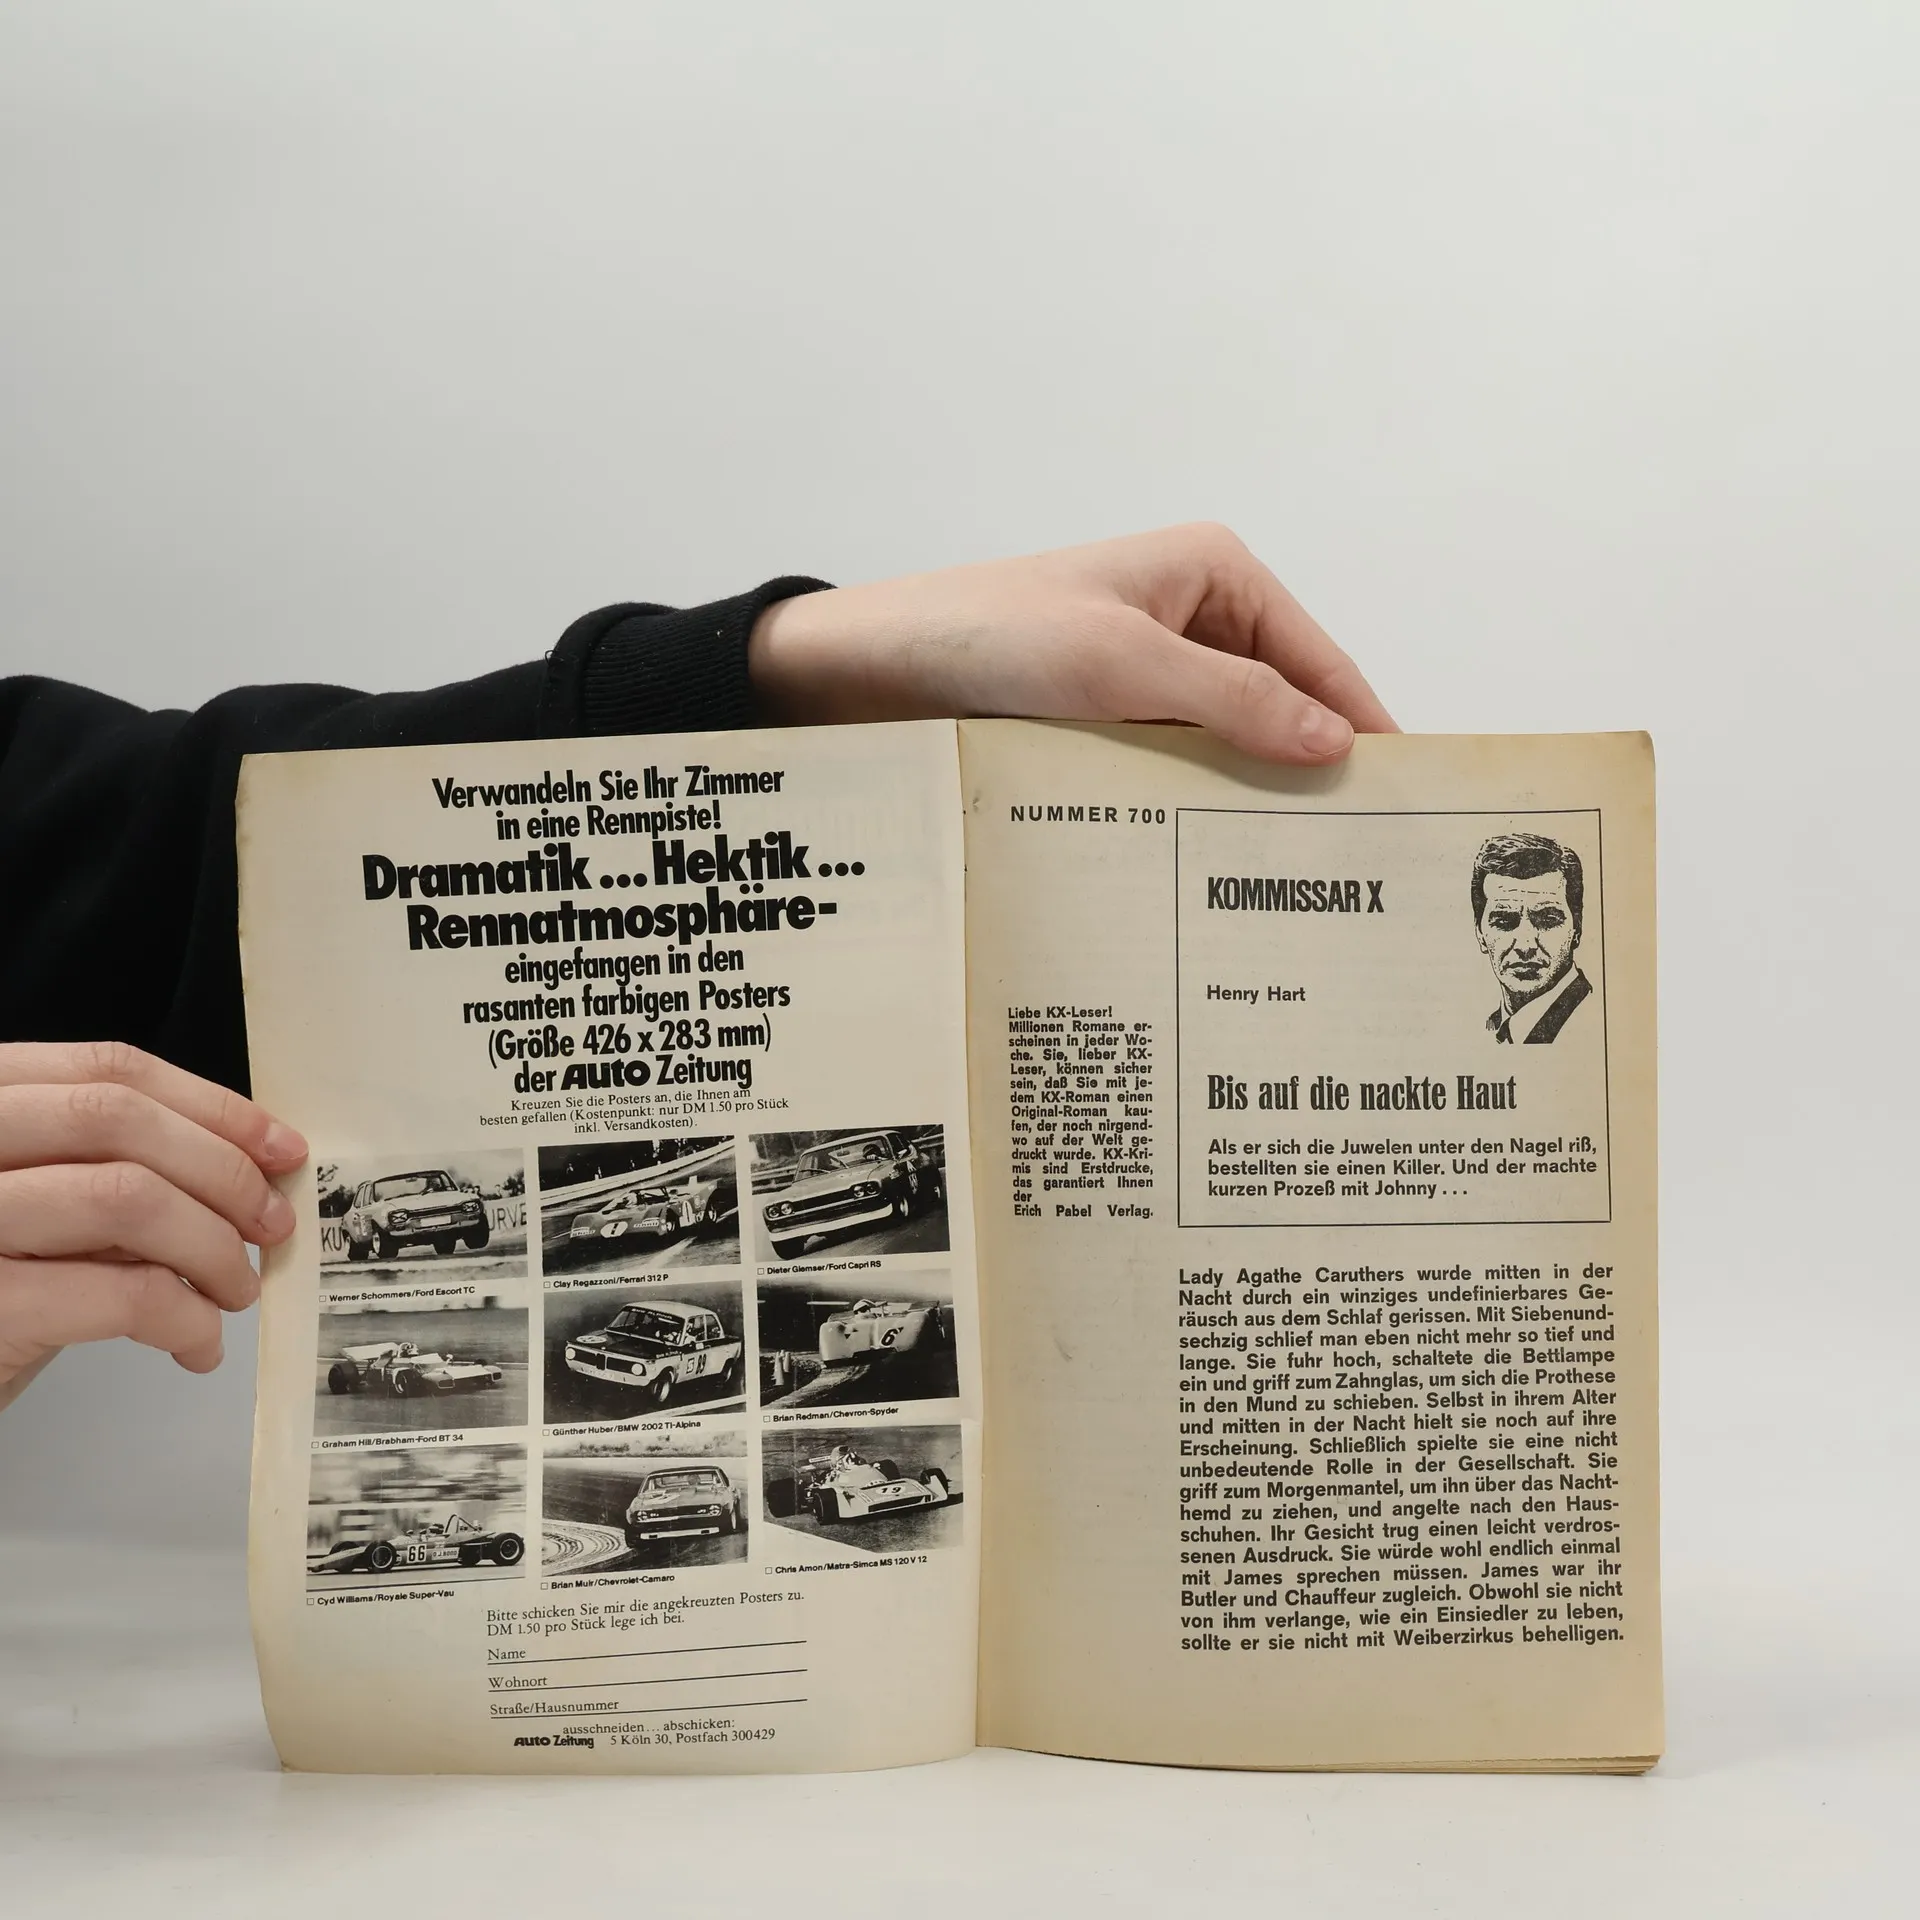 Verwandeln Sie Ihr Zimmer
in eine Rennpiste!
Dramatik ... Hektik ...
Rennatmosphäre-
eingefangen in den
rasanten farbigen Posters
(Größe 426 x 283 mm)
der Auto Zeitung
Kreuzen Sie die Posters an, die Ihnen am
besten gefallen (Kostenpunkt: nur DM 1.50 pro Stück
inkl. Versandkosten).
KU URVE
□ Werner Schommers/Ford Escort TC
□ Clay Regazzoni/Ferrari 312 P
□ Dieter Glemser/Ford Capri RS
6
□ Graham Hill/Brabham-Ford BT 34
□ Günther Huber/BMW 2002 TI-Alpina
□ Brian Redman/Chevron-Spyder
66
19
□ Cyd Williams/Royale Super-Vau
□ Brian Muir/Chevrolet-Camaro
□ Chris Amon/Matra-Simca MS 120 V 12
Bitte schicken Sie mir die angekreuzten Posters zu.
DM 1.50 pro Stück lege ich bei.
Name
Wohnort
Straße/Hausnummer
ausschneiden ... abschicken:
Auto Zeitung 5 Köln 30, Postfach 300429
NUMMER 700
KOMMISSAR X
Henry Hart
Bis auf die nackte Haut
Als er sich die Juwelen unter den Nagel riß,
bestellten sie einen Killer. Und der machte
kurzen Prozeß mit Johnny ...
Liebe KX-Leser!
Millionen Romane er-
scheinen in jeder Wo-
che. Sie, lieber KX-
Leser, können sicher
sein, daß Sie mit je-
dem KX-Roman einen
Original-Roman kau-
fen, der noch nirgend-
wo auf der Welt ge-
druckt wurde. KX-Kri-
mis sind Erstdrucke,
das garantiert Ihnen
der
Erich Pabel Verlag.
Lady Agathe Caruthers wurde mitten in der
Nacht durch ein winziges undefinierbares Ge-
räusch aus dem Schlaf gerissen. Mit Siebenund-
sechzig schlief man eben nicht mehr so tief und
lange. Sie fuhr hoch, schaltete die Bettlampe
ein und griff zum Zahnglas, um sich die Prothese
in den Mund zu schieben. Selbst in ihrem Alter
und mitten in der Nacht hielt sie noch auf ihre
Erscheinung. Schließlich spielte sie eine nicht
unbedeutende Rolle in der Gesellschaft. Sie
griff zum Morgenmantel, um ihn über das Nacht-
hemd zu ziehen, und angelte nach den Haus-
schuhen. Ihr Gesicht trug einen leicht verdros-
senen Ausdruck. Sie würde wohl endlich einmal
mit James sprechen müssen. James war ihr
Butler und Chauffeur zugleich. Obwohl sie nicht
von ihm verlange, wie ein Einsiedler zu leben,
sollte er sie nicht mit Weiberzirkus behelligen.